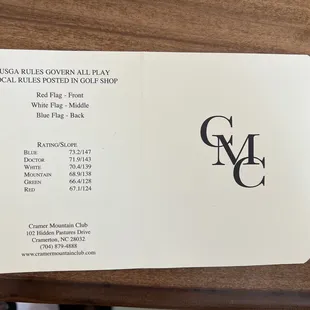 USGA RULES GOVERN ALL PLAY
LOCAL RULES POSTED IN GOLF SHOP
Red Flag - Front
White Flag - Middle
Blue Flag - Back
RATING/SLOPE
BLUE 73.2/147
DOCTOR 71.9/143
WHITE 70.4/139
MOUNTAIN 68.9/138
GREEN 66.4/128
RED 67.1/124
Cramer Mountain Club
102 Hidden Pastures Drive
Cramerton, NC 28032
(704) 879-4888
www.cramermountainclub.com
CMC